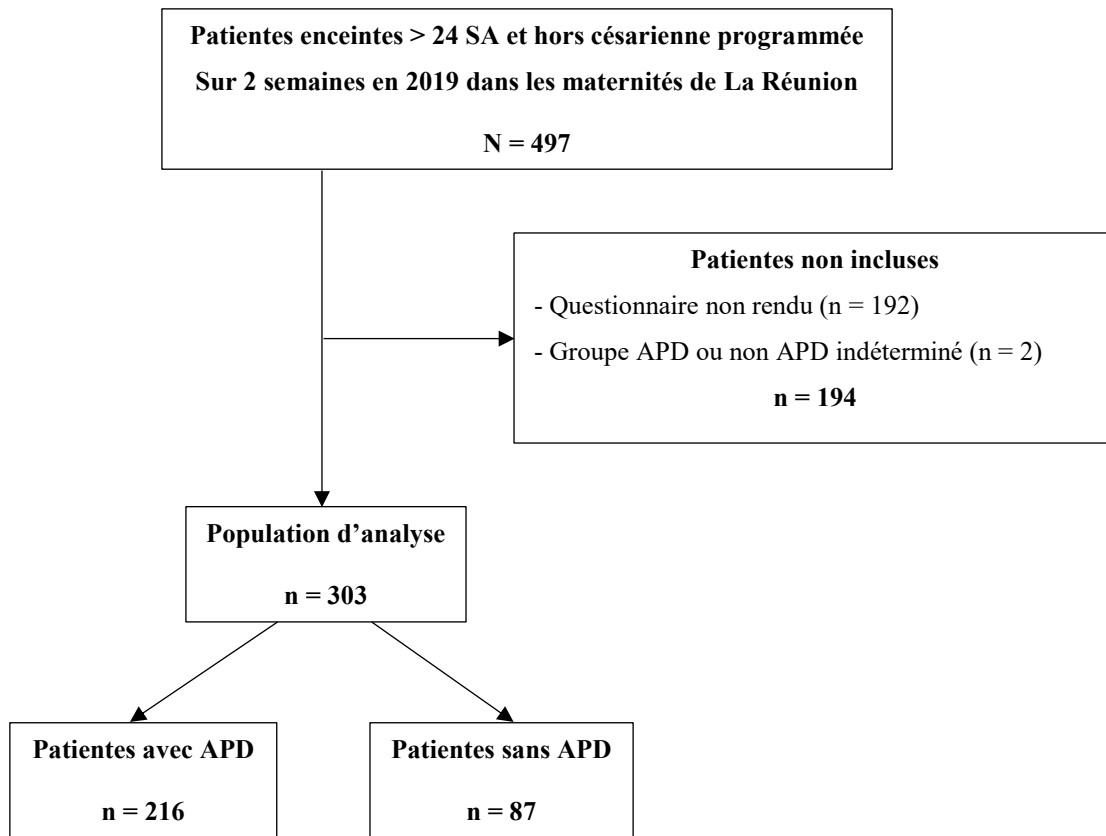 Patientes enceintes > 24 SA et hors césarienne programmée
Sur 2 semaines en 2019 dans les maternités de La Réunion
N = 497
Patientes non incluses
- Questionnaire non rendu (n = 192)
- Groupe APD ou non APD indéterminé (n = 2)
n = 194
Population d’analyse
n = 303
Patientes avec APD
n = 216
Patientes sans APD
n = 87